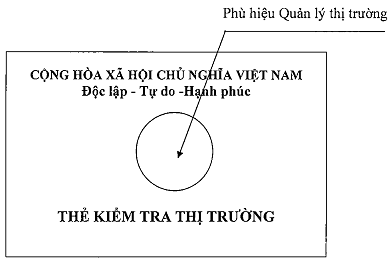 Phù hiệu Quản lý thị trường
CỘNG HÒA XÃ HỘI CHỦ NGHĨA VIỆT NAM
Độc lập - Tự do -Hạnh phúc
THẺ KIỂM TRA THỊ TRƯỜNG